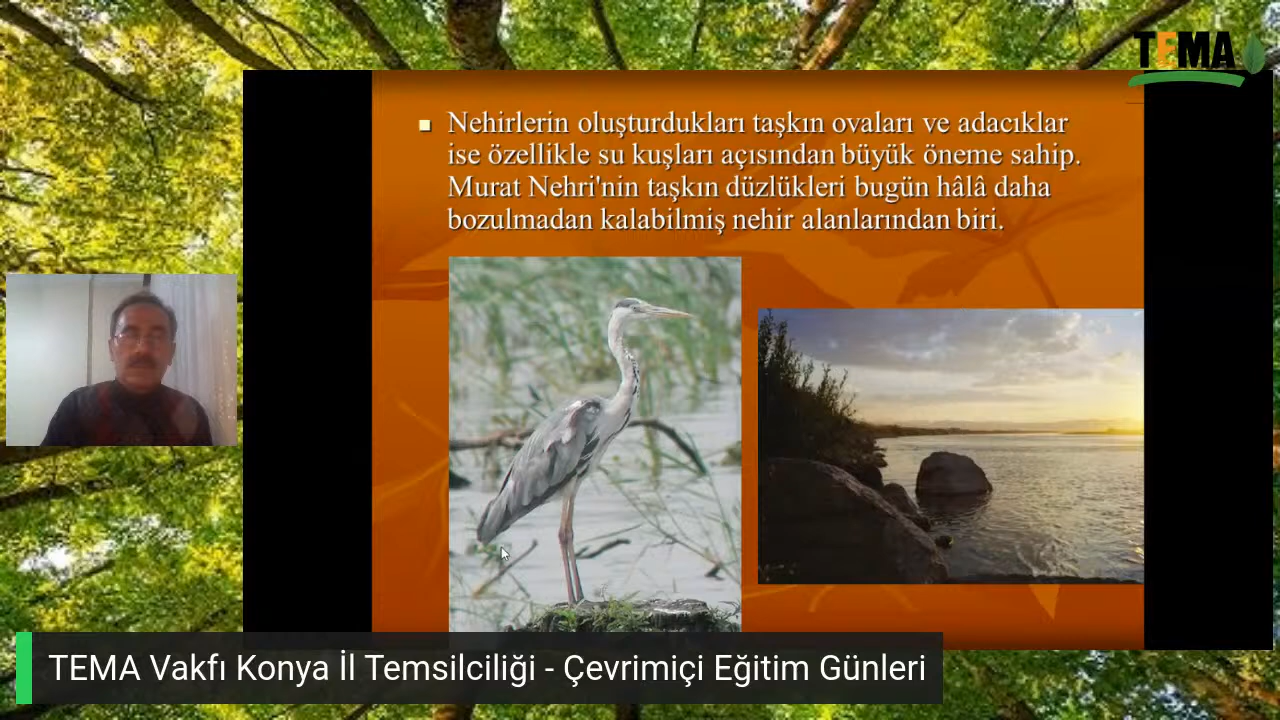 TEMA
Nehirlerin oluşturdukları taşkın ovaları ve adacıklar
ise özellikle su kuşları açısından büyük öneme sahip.
Murat Nehri'nin taşkın düzlükleri bugün hâlâ daha
bozulmadan kalabilmiş nehir alanlarından biri.
TEMA Vakfı Konya İl Temsilciliği - Çevrimiçi Eğitim Günleri